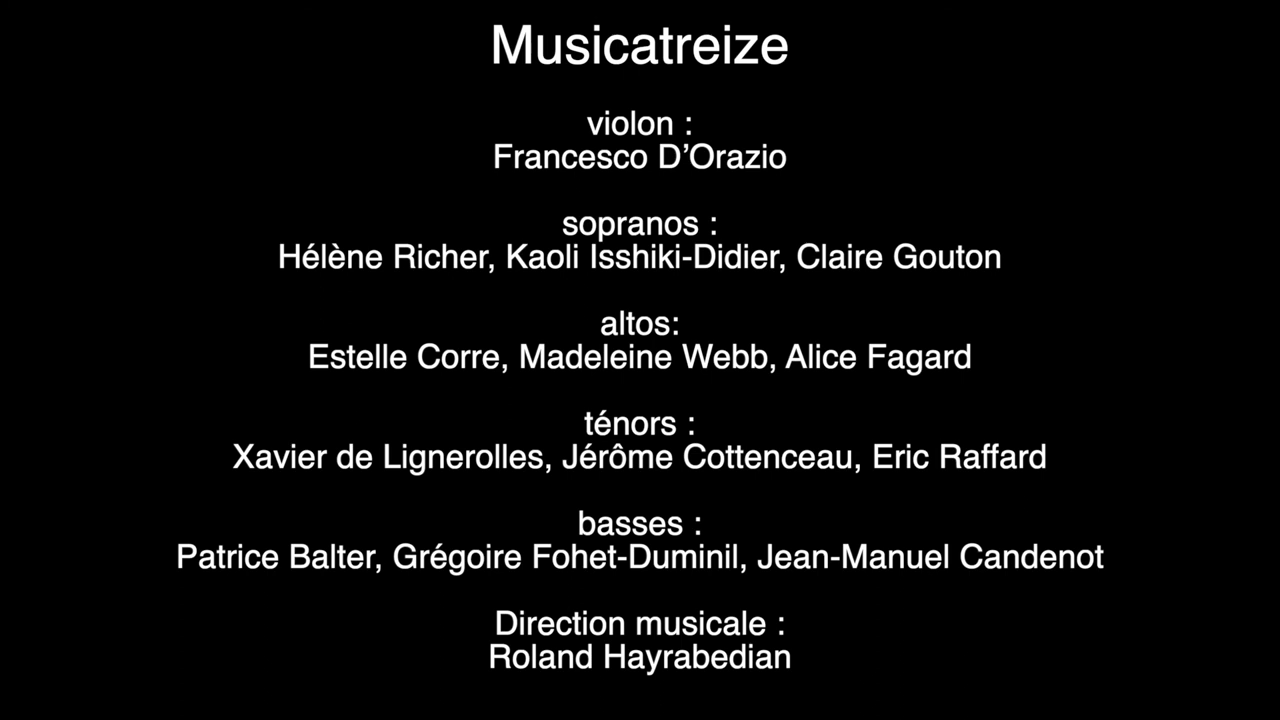 Musicatreize
violon :
Francesco D’Orazio
sopranos :
Hélène Richer, Kaoli Isshiki-Didier, Claire Gouton
altos:
Estelle Corre, Madeleine Webb, Alice Fagard
ténors :
Xavier de Lignerolles, Jérôme Cottenceau, Eric Raffard
basses :
Patrice Balter, Grégoire Fohet-Duminil, Jean-Manuel Candenot
Direction musicale :
Roland Hayrabedian